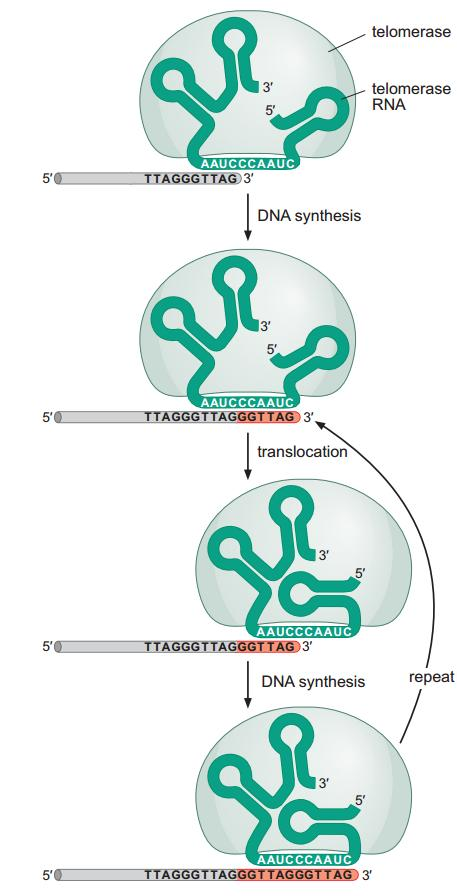 telomerase
telomerase
RNA
3′
5′
AAUCCCAAUC
5′ TTAGGGTTAG 3′
DNA synthesis
3′
5′
AAUCCCAAUC
5′ TTAGGGTTAGGGTTAG 3′
translocation
3′
5′
AAUCCCAAUC
5′ TTAGGGTTAGGGTTAG 3′
DNA synthesis
repeat
3′
5′
AAUCCCAAUC
5′ TTAGGGTTAGGGTTAGGGTTAG 3′